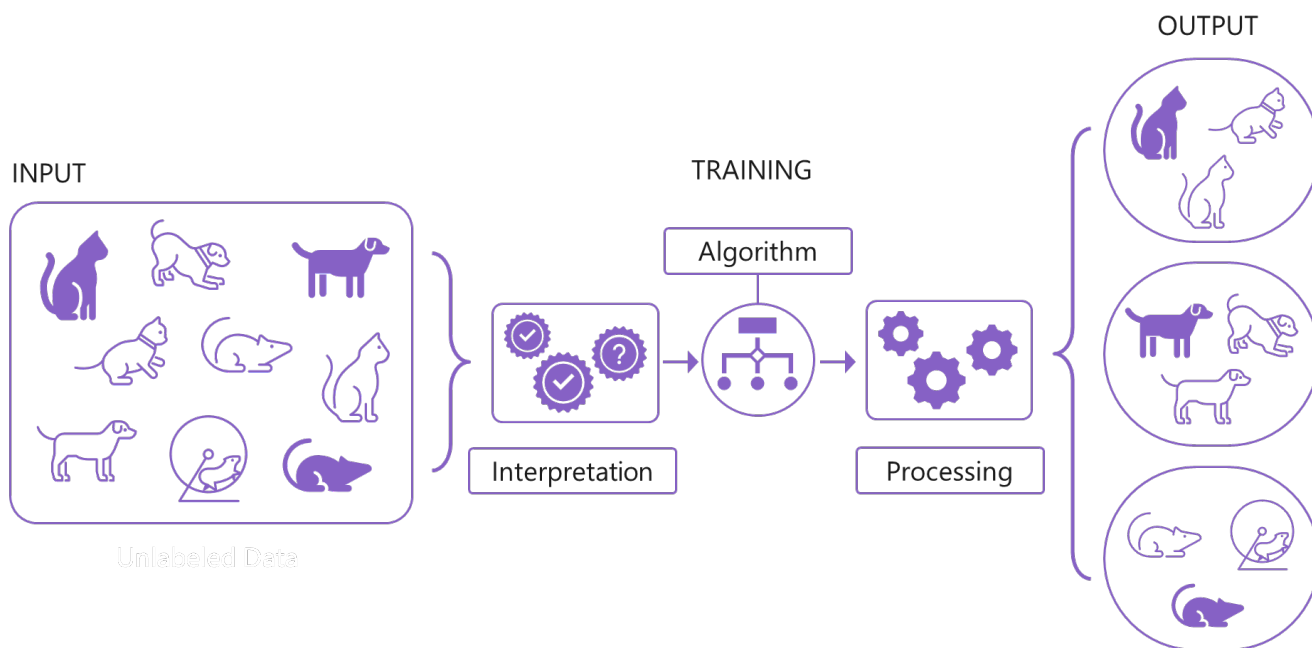 OUTPUT
INPUT
TRAINING
Algorithm
Interpretation
Processing
Unlabeled Data